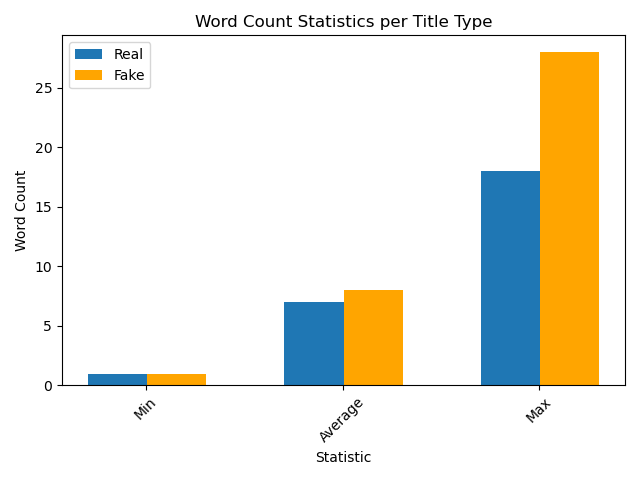 Word Count Statistics per Title Type
Real
Fake
Word Count
25
20
15
10
5
0
Min
Average
Max
Statistic